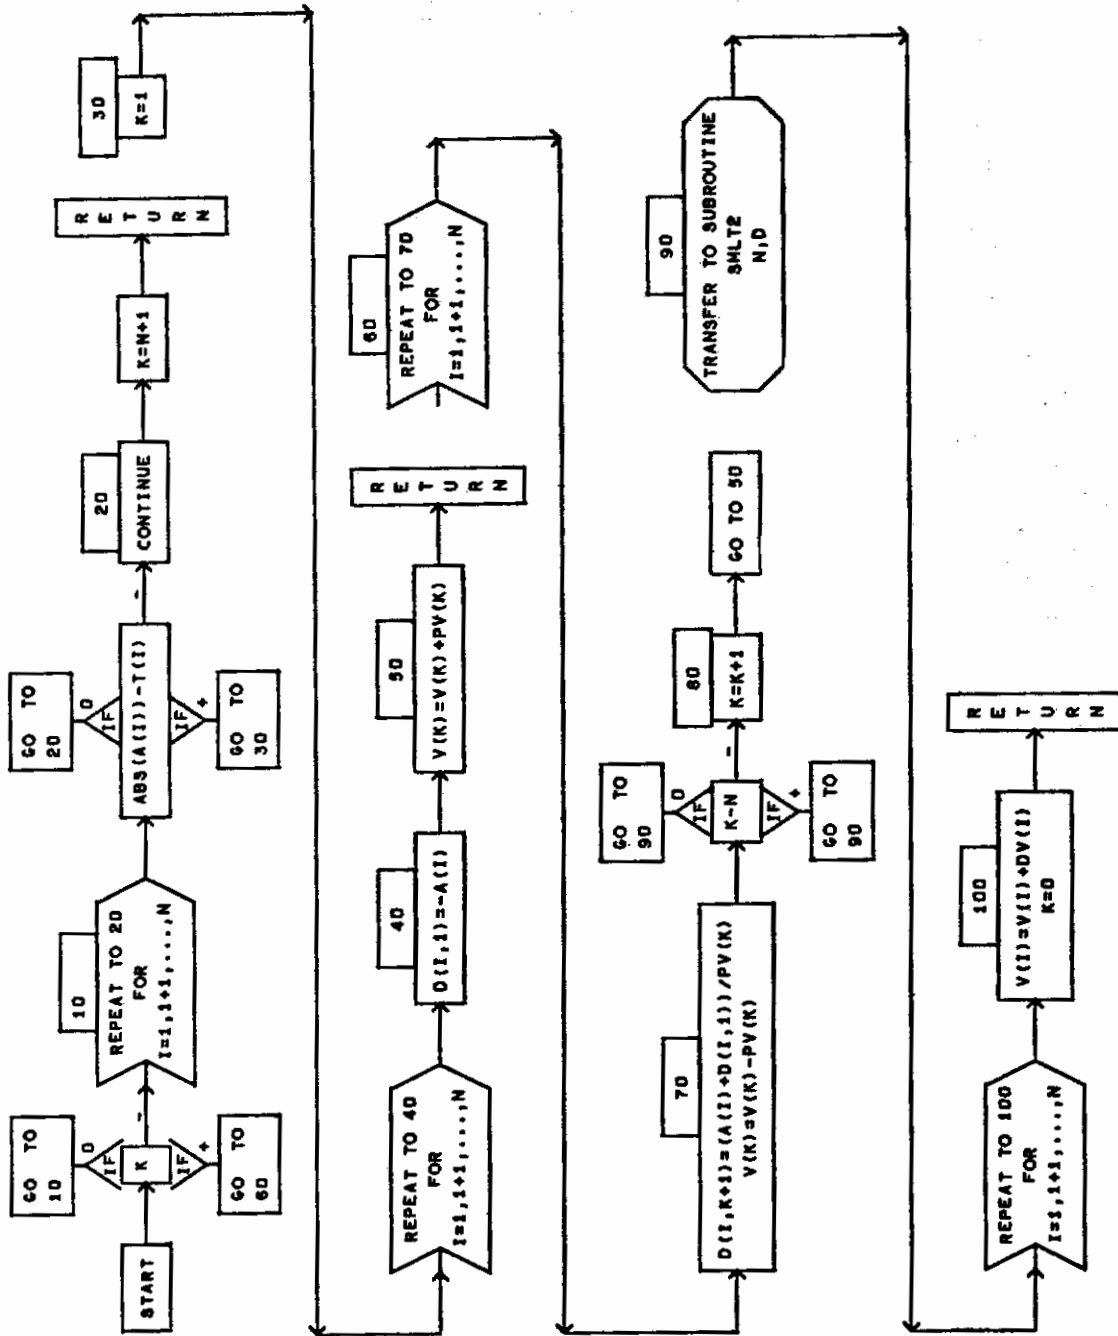 START
GO TO
10
0
IF
K
-
IF
+
GO TO
60
10
REPEAT TO 20
FOR
I=1,1+1,...,N
GO TO
20
0
IF
ABS(A(I))-T(I)
-
IF
+
GO TO
30
20
CONTINUE
K=N+1
RETURN
30
K=1
REPEAT TO 40
FOR
I=1,1+1,...,N
40
D(I,1)=-A(I)
50
V(K)=V(K)+PV(K)
RETURN
60
REPEAT TO 70
FOR
I=1,1+1,...,N
70
D(I,K+1)=(A(I)+D(I,1))/PV(K)
V(K)=V(K)-PV(K)
GO TO
90
0
IF
K-N
-
IF
+
GO TO
90
80
K=K+1
GO TO 50
90
TRANSFER TO SUBROUTINE
SMLT2
N,D
REPEAT TO 100
FOR
I=1,1+1,...,N
100
V(I)=V(I)+DV(I)
K=0
RETURN